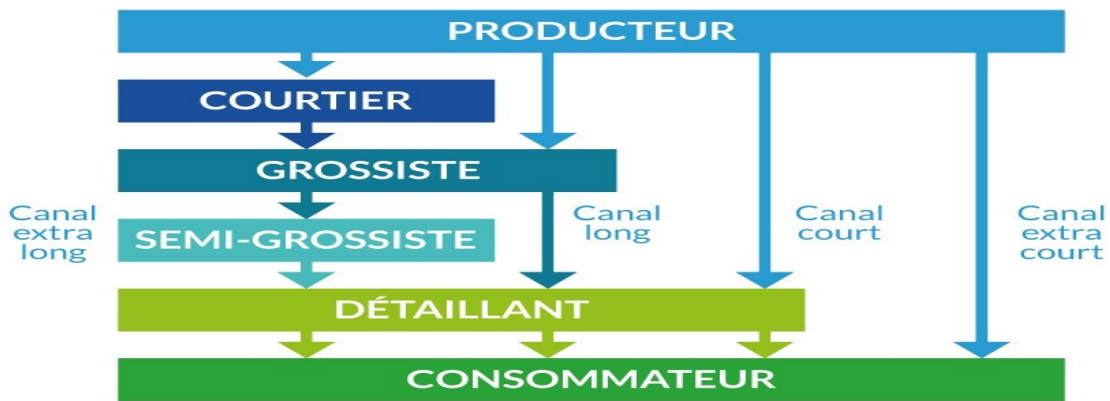 PRODUCTEUR
COURTIER
GROSSISTE
Canal
extra
long
SEMI-GROSSISTE
Canal
long
Canal
court
Canal
extra
court
DÉTAILLANT
CONSOMMATEUR